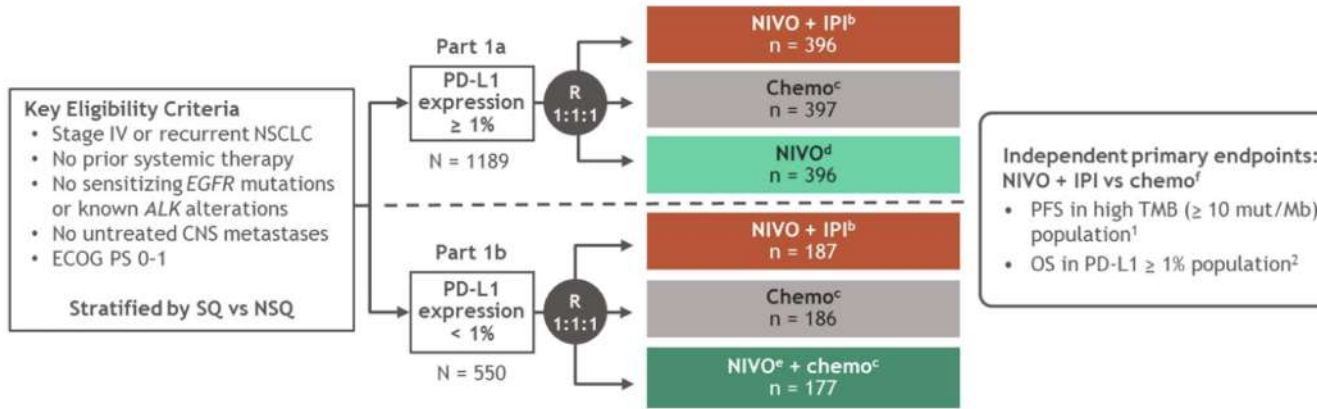 Key Eligibility Criteria
• Stage IV or recurrent NSCLC
• No prior systemic therapy
• No sensitizing EGFR mutations
or known ALK alterations
• No untreated CNS metastases
• ECOG PS 0-1
Stratified by SQ vs NSQ
Part 1a
PD-L1
expression
≥ 1%
N = 1189
R
1:1:1
NIVO + IPIᵇ
n = 396
Chemoᶜ
n = 397
NIVOᵈ
n = 396
Part 1b
PD-L1
expression
< 1%
N = 550
R
1:1:1
NIVO + IPIᵇ
n = 187
Chemoᶜ
n = 186
NIVOᵉ + chemoᶜ
n = 177
Independent primary endpoints:
NIVO + IPI vs chemoᶠ
• PFS in high TMB (≥ 10 mut/Mb)
population¹
• OS in PD-L1 ≥ 1% population²